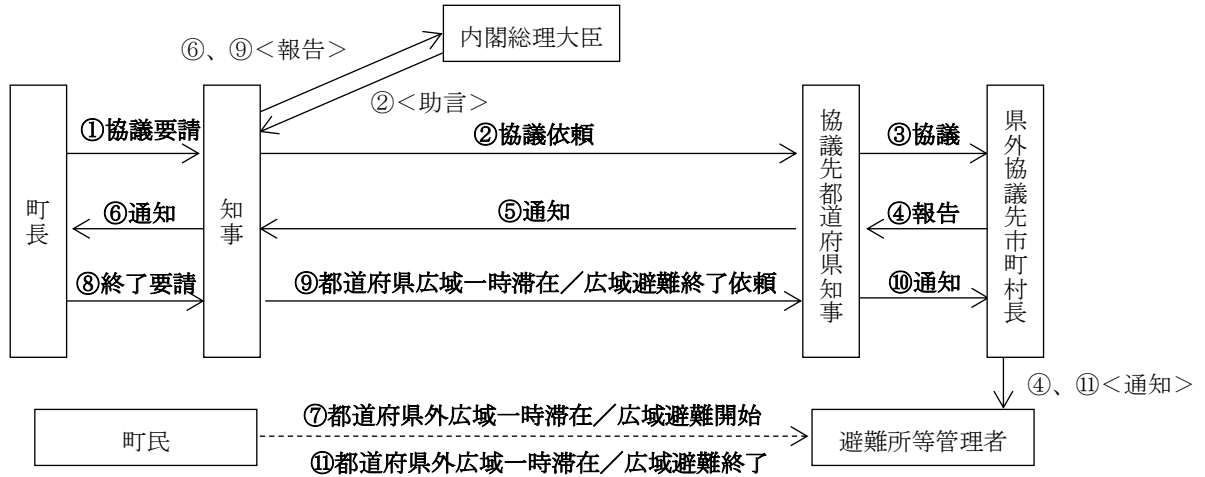 内閣総理大臣
⑥、⑨＜報告＞
②＜助言＞
町長
知事
協議先都道府県知事
県外協議先市町村長
①協議要請
②協議依頼
③協議
⑥通知
⑤通知
④報告
⑧終了要請
⑨都道府県広域一時滞在／広域避難終了依頼
⑩通知
④、⑪＜通知＞
町民
⑦都道府県外広域一時滞在／広域避難開始
⑪都道府県外広域一時滞在／広域避難終了
避難所等管理者